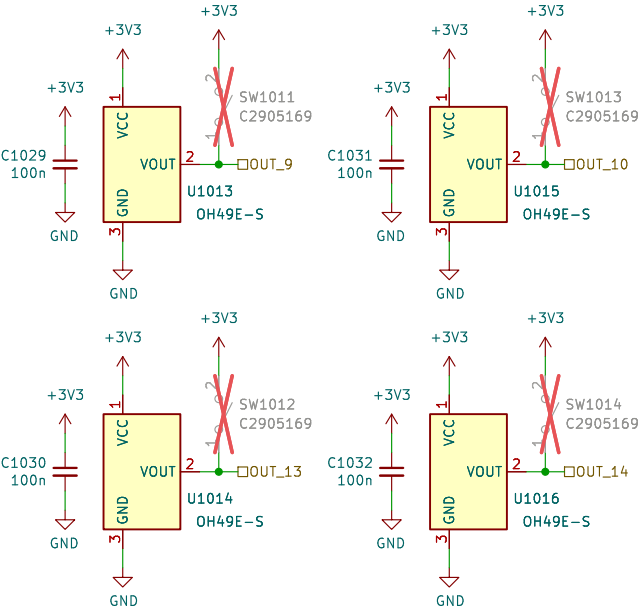 +3V3
+3V3
+3V3
C1029
100n
GND
1
VCC
VOUT
2
GND
3
GND
2
1
SW1011
C2905169
OUT_9
U1013
OH49E-S
+3V3
+3V3
+3V3
C1031
100n
GND
1
VCC
VOUT
2
GND
3
GND
2
1
SW1013
C2905169
OUT_10
U1015
OH49E-S
+3V3
+3V3
+3V3
C1030
100n
GND
1
VCC
VOUT
2
GND
3
GND
2
1
SW1012
C2905169
OUT_13
U1014
OH49E-S
+3V3
+3V3
+3V3
C1032
100n
GND
1
VCC
VOUT
2
GND
3
GND
2
1
SW1014
C2905169
OUT_14
U1016
OH49E-S